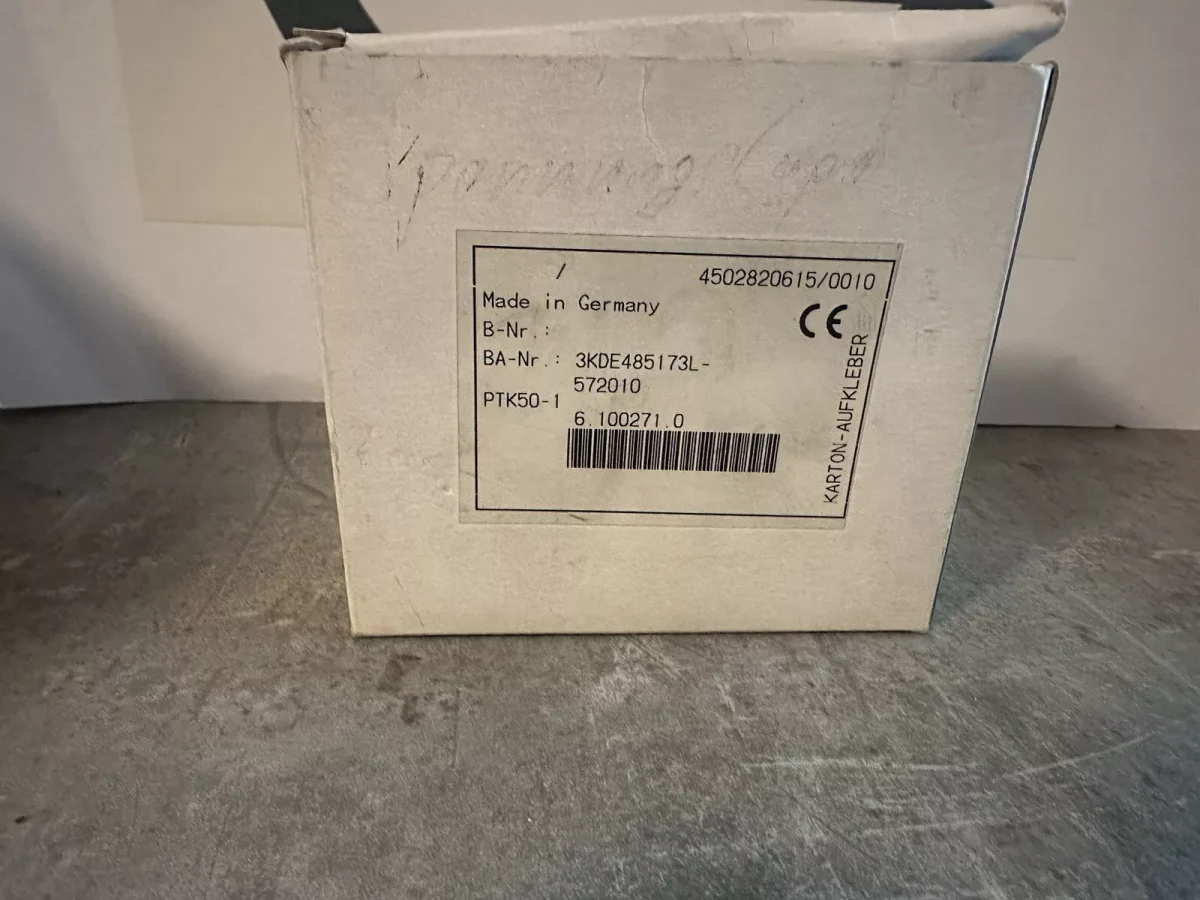 / 4502820615/0010
Made in Germany CE
B-Nr.:
BA-Nr.: 3KDE485173L-
572010
PTK50-1
6.100271.0
KARTON-AUFKLEBER